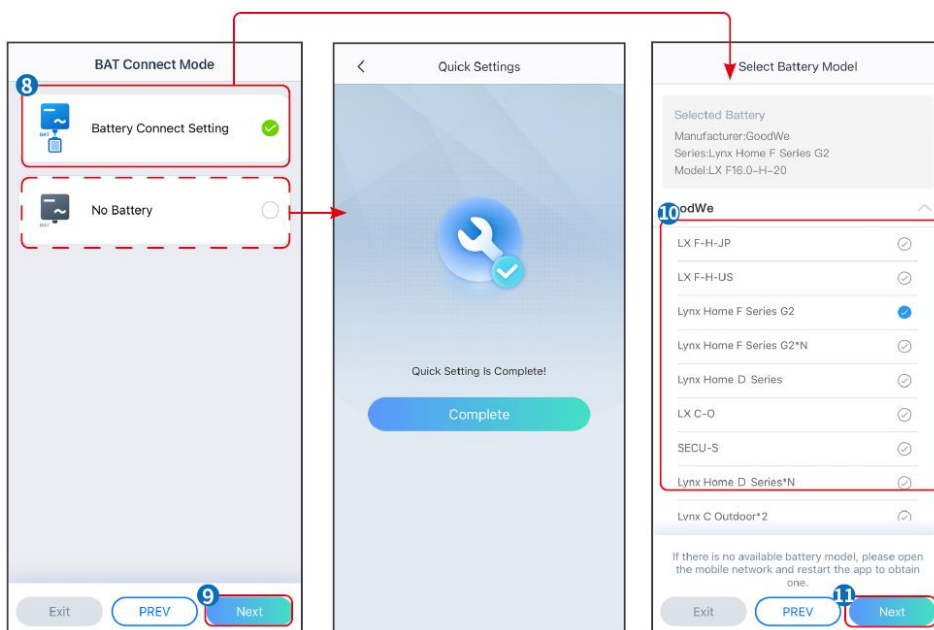 BAT Connect Mode
8
BAT
Battery Connect Setting
No Battery
BAT
9
Exit
PREV
Next
Quick Settings
Quick Setting Is Complete!
Complete
Select Battery Model
Selected Battery
Manufacturer:GoodWe
Series:Lynx Home F Series G2
Model:LX F16.0-H-20
10
odWe
LX F-H-JP
LX F-H-US
Lynx Home F Series G2
Lynx Home F Series G2*N
Lynx Home D Series
LX C-O
SECU-S
Lynx Home D Series*N
Lynx C Outdoor*2
If there is no available battery model, please open
the mobile network and restart the app to obtain
one.
11
Exit
PREV
Next